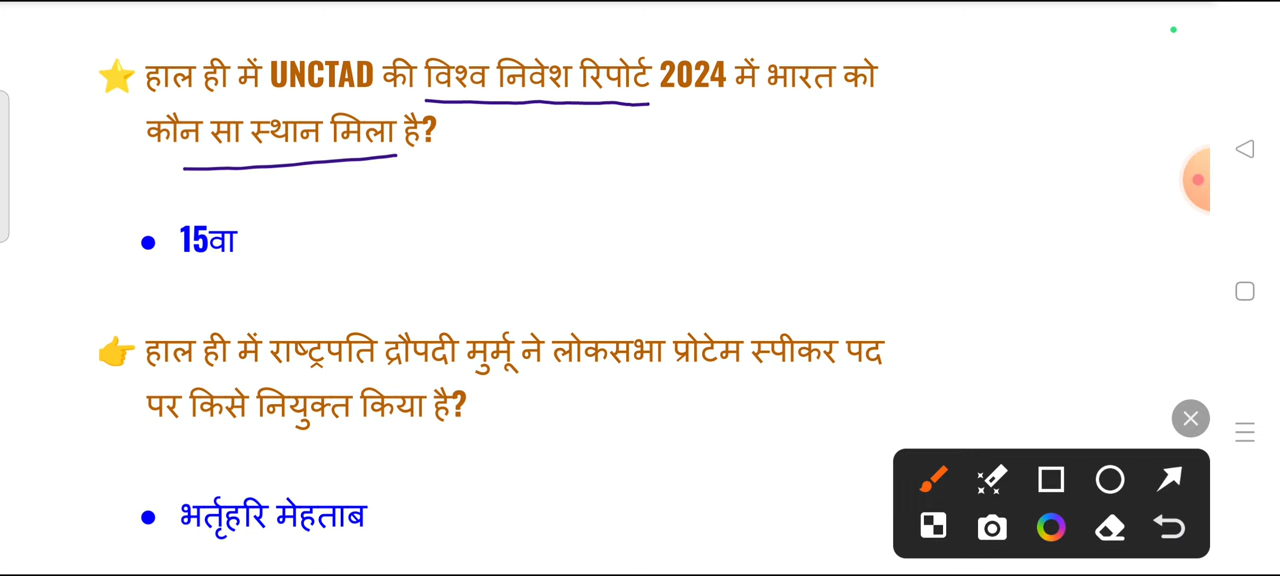 हाल ही में UNCTAD की विश्व निवेश रिपोर्ट 2024 में भारत को
कौन सा स्थान मिला है?
15वा
हाल ही में राष्ट्रपति द्रौपदी मुर्मू ने लोकसभा प्रोटेम स्पीकर पद
पर किसे नियुक्त किया है?
भर्तृहरि मेहताब